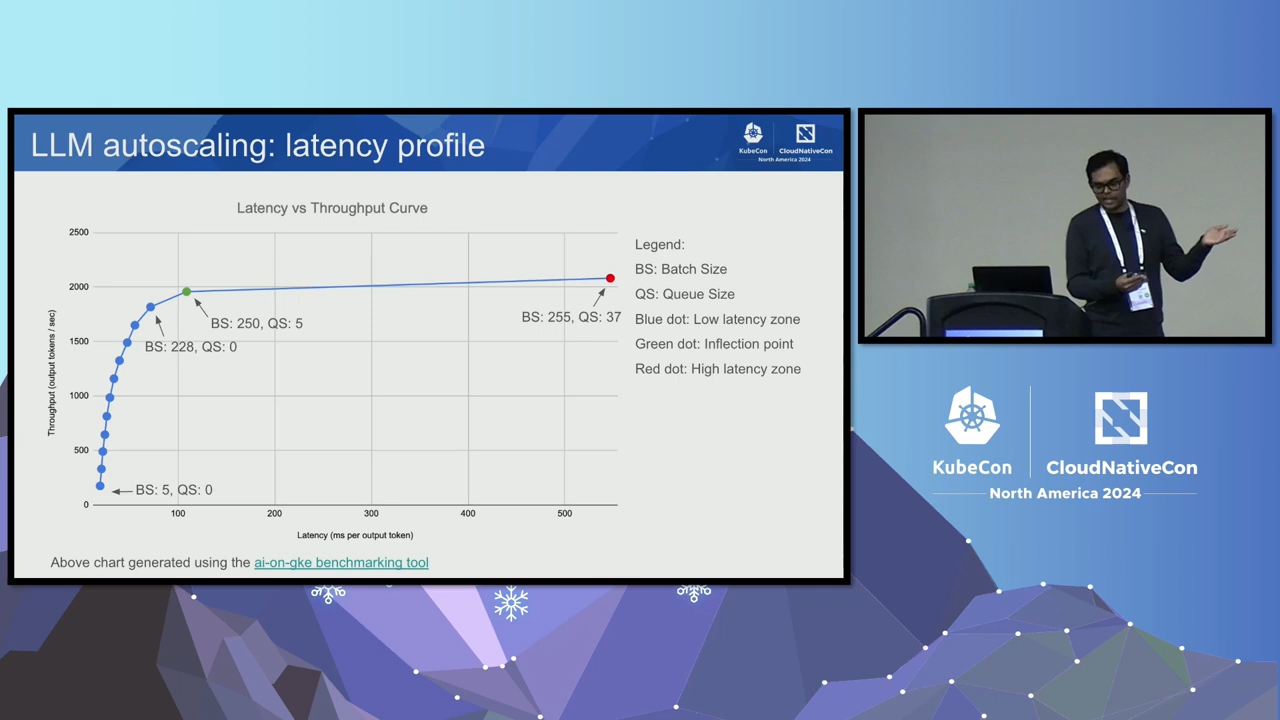 LLM autoscaling: latency profile
KubeCon
CloudNativeCon
North America 2024
Latency vs Throughput Curve
Throughput (output tokens / sec)
2500
2000
1500
1000
500
0
100
200
300
400
500
Latency (ms per output token)
BS: 250, QS: 5
BS: 255, QS: 37
BS: 228, QS: 0
BS: 5, QS: 0
Legend:
BS: Batch Size
QS: Queue Size
Blue dot: Low latency zone
Green dot: Inflection point
Red dot: High latency zone
Above chart generated using the ai-on-gke benchmarking tool
KubeCon
CloudNativeCon
North America 2024